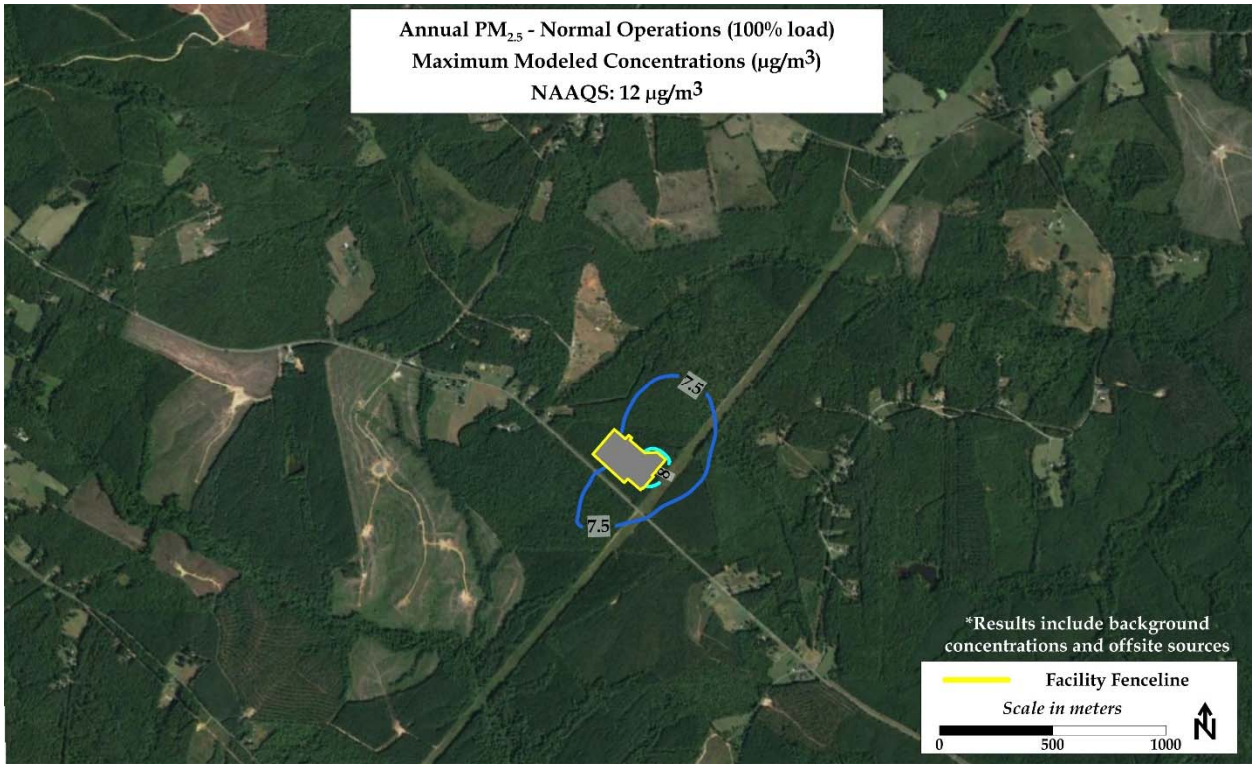 Annual PM₂.₅ - Normal Operations (100% load)
Maximum Modeled Concentrations (µg/m³)
NAAQS: 12 µg/m³
7.5
8
7.5
*Results include background
concentrations and offsite sources
Facility Fenceline
Scale in meters
0 500 1000
N